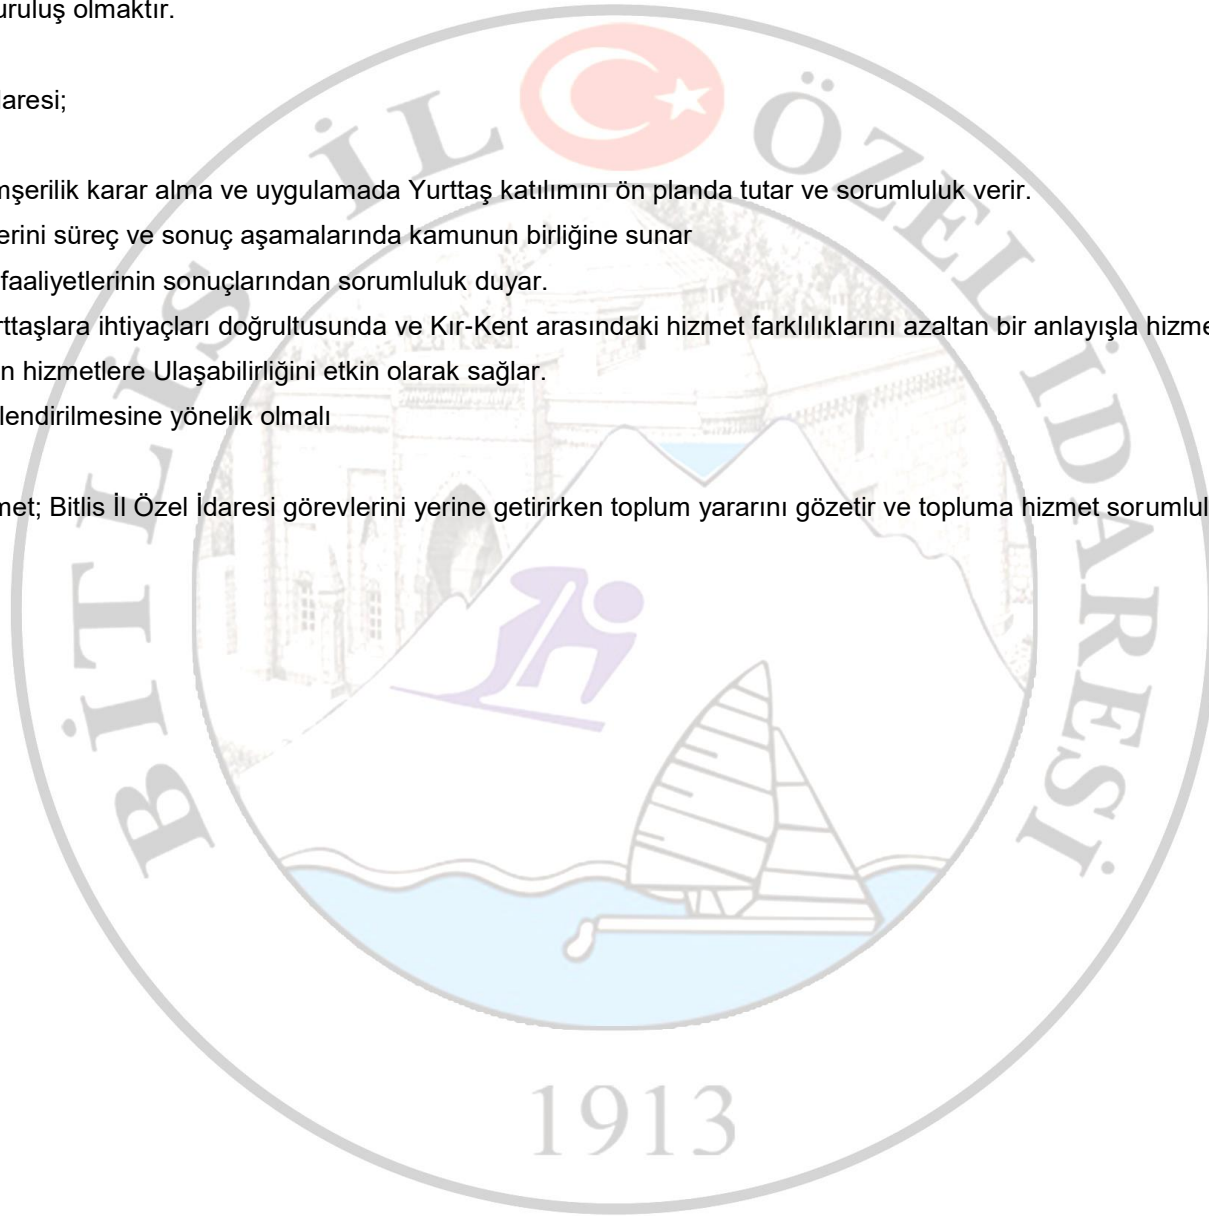 uruluş olmaktır.
daresi;
mşerilik karar alma ve uygulamada Yurttaş katılımını ön planda tutar ve sorumluluk verir.
erini süreç ve sonuç aşamalarında kamunun birliğine sunar
faaliyetlerinin sonuçlarından sorumluluk duyar.
rttaşlara ihtiyaçları doğrultusunda ve Kır-Kent arasındaki hizmet farklılıklarını azaltan bir anlayışla hizme
n hizmetlere Ulaşabilirliğini etkin olarak sağlar.
lendirilmesine yönelik olmalı
met; Bitlis İl Özel İdaresi görevlerini yerine getirirken toplum yararını gözetir ve topluma hizmet sorumlul
BİTLİS İL ÖZEL İDARESİ
1913